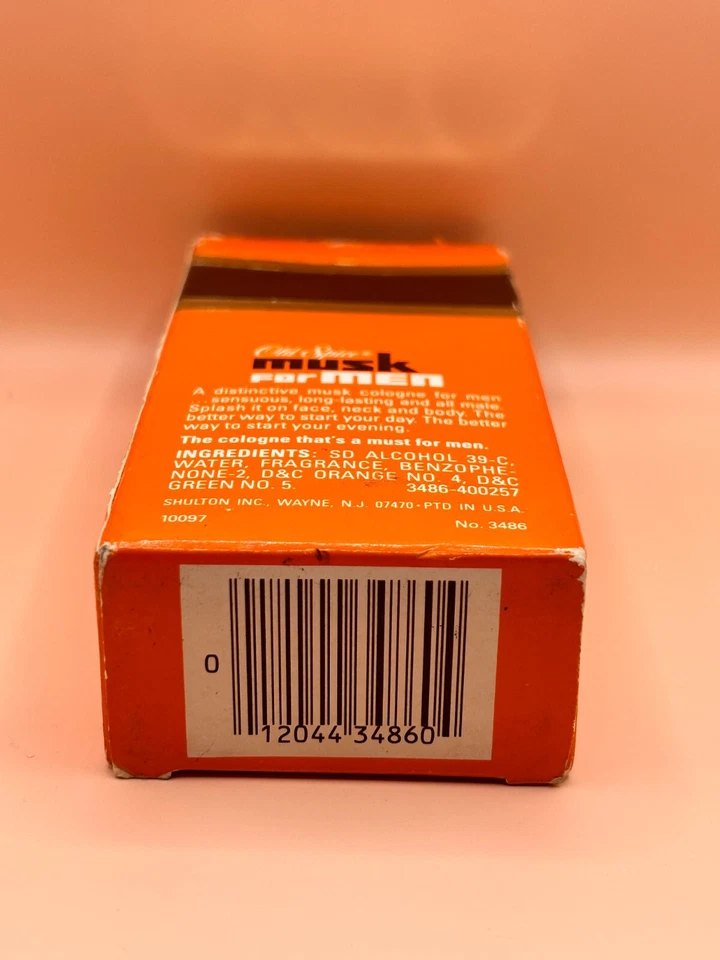 Old Spice®
musk
FOR MEN
A distinctive musk cologne for men
...sensuous, long-lasting and all male.
Splash it on face, neck and body. The
better way to start your day. The better
way to start your evening.
The cologne that's a must for men.
INGREDIENTS: SD ALCOHOL 39-C,
WATER, FRAGRANCE, BENZOPHE-
NONE-2, D&C ORANGE NO. 4, D&C
GREEN NO. 5. 3486-400257
SHULTON INC., WAYNE, N.J. 07470-PTD IN U.S.A.
10097 No. 3486
0 12044 34860